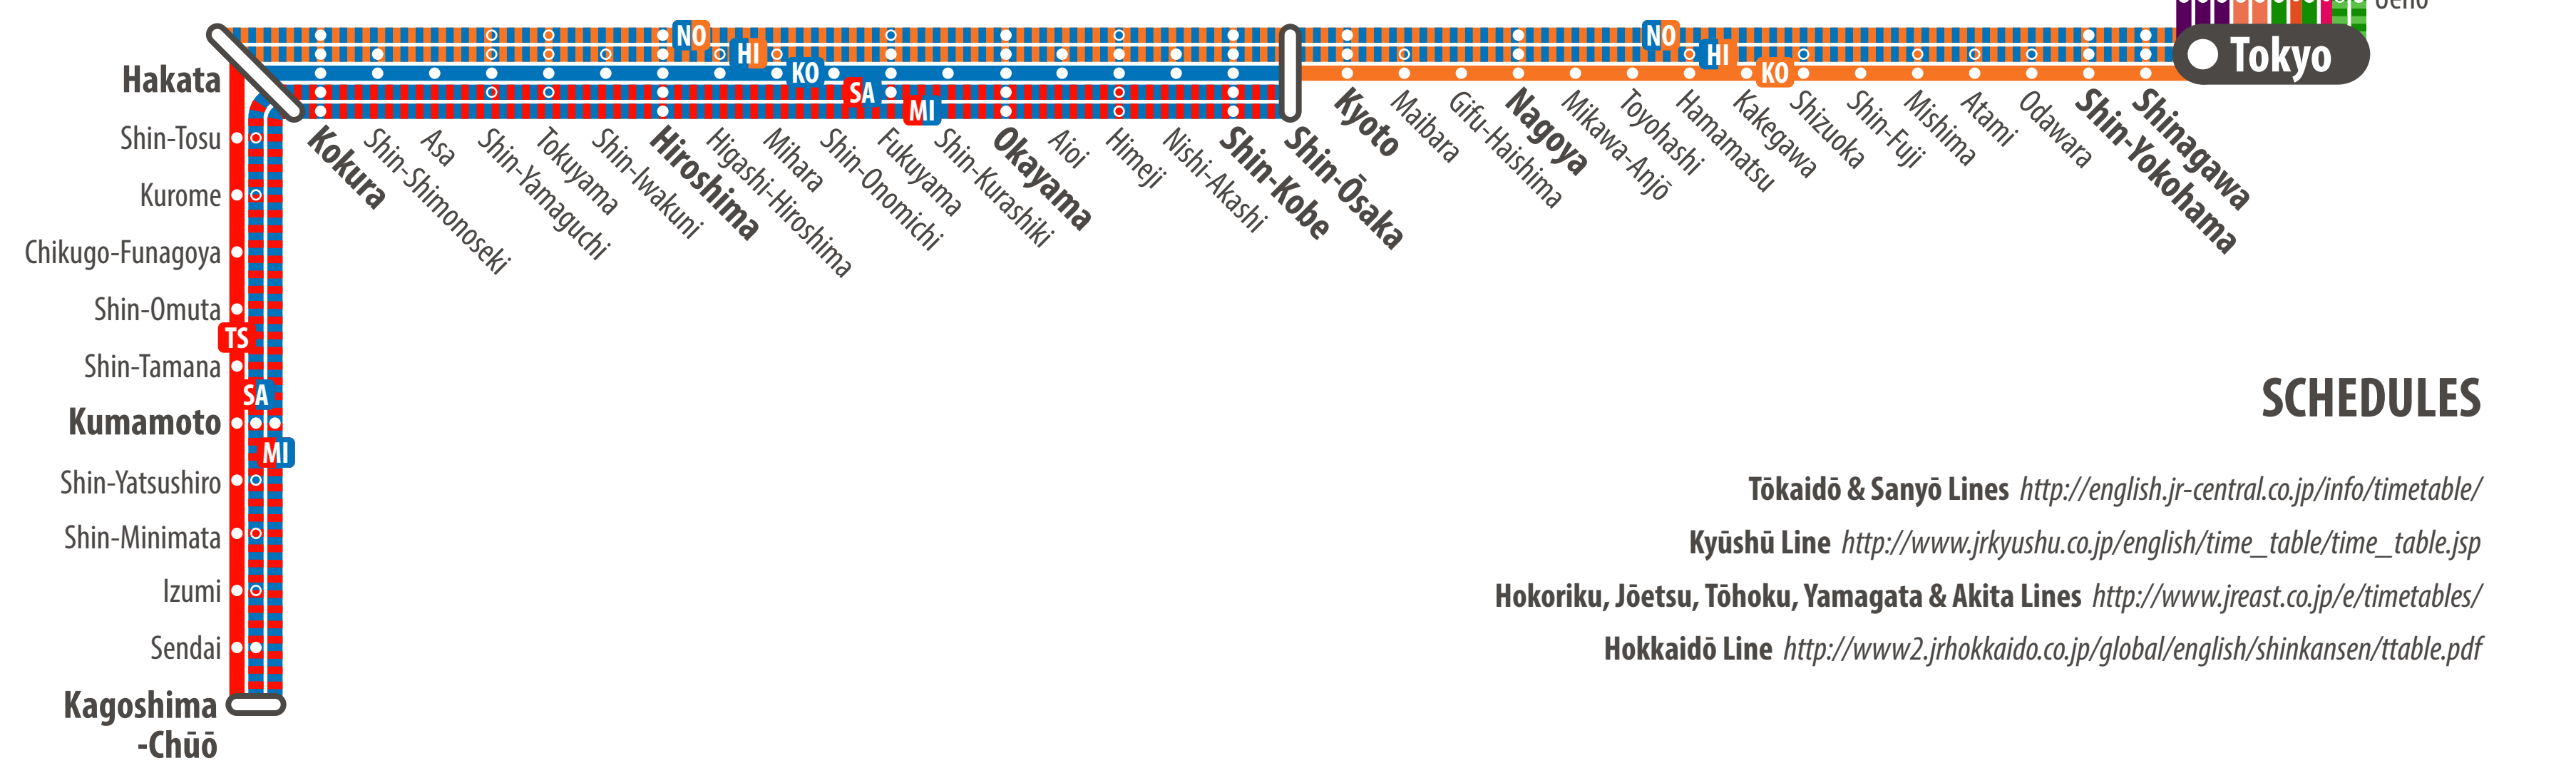 Ueno
Tokyo
NO
HI
KO
SA
MI
NO
HI
KO
Hakata
Shin-Tosu
Kurome
Chikugo-Funagoya
Shin-Omuta
TS
Shin-Tamana
SA
Kumamoto
MI
Shin-Yatsushiro
Shin-Minimata
Izumi
Sendai
Kagoshima
-Chūō
Kokura
Shin-Shimonoseki
Asa
Shin-Yamaguchi
Tokuyama
Shin-Iwakuni
Hiroshima
Higashi-Hiroshima
Mihara
Shin-Onomichi
Fukuyama
Shin-Kurashiki
Okayama
Aioi
Himeji
Nishi-Akashi
Shin-Kobe
Shin-Ōsaka
Kyoto
Maibara
Gifu-Haishima
Nagoya
Mikawa-Anjō
Toyohashi
Hamamatsu
Kakegawa
Shizuoka
Shin-Fuji
Mishima
Atami
Odawara
Shin-Yokohama
Shinagawa
SCHEDULES
Tōkaidō & Sanyō Lines http://english.jr-central.co.jp/info/timetable/
Kyūshū Line http://www.jrkyushu.co.jp/english/time_table/time_table.jsp
Hokoriku, Jōetsu, Tōhoku, Yamagata & Akita Lines http://www.jreast.co.jp/e/timetables/
Hokkaidō Line http://www2.jrhokkaido.co.jp/global/english/shinkansen/ttable.pdf